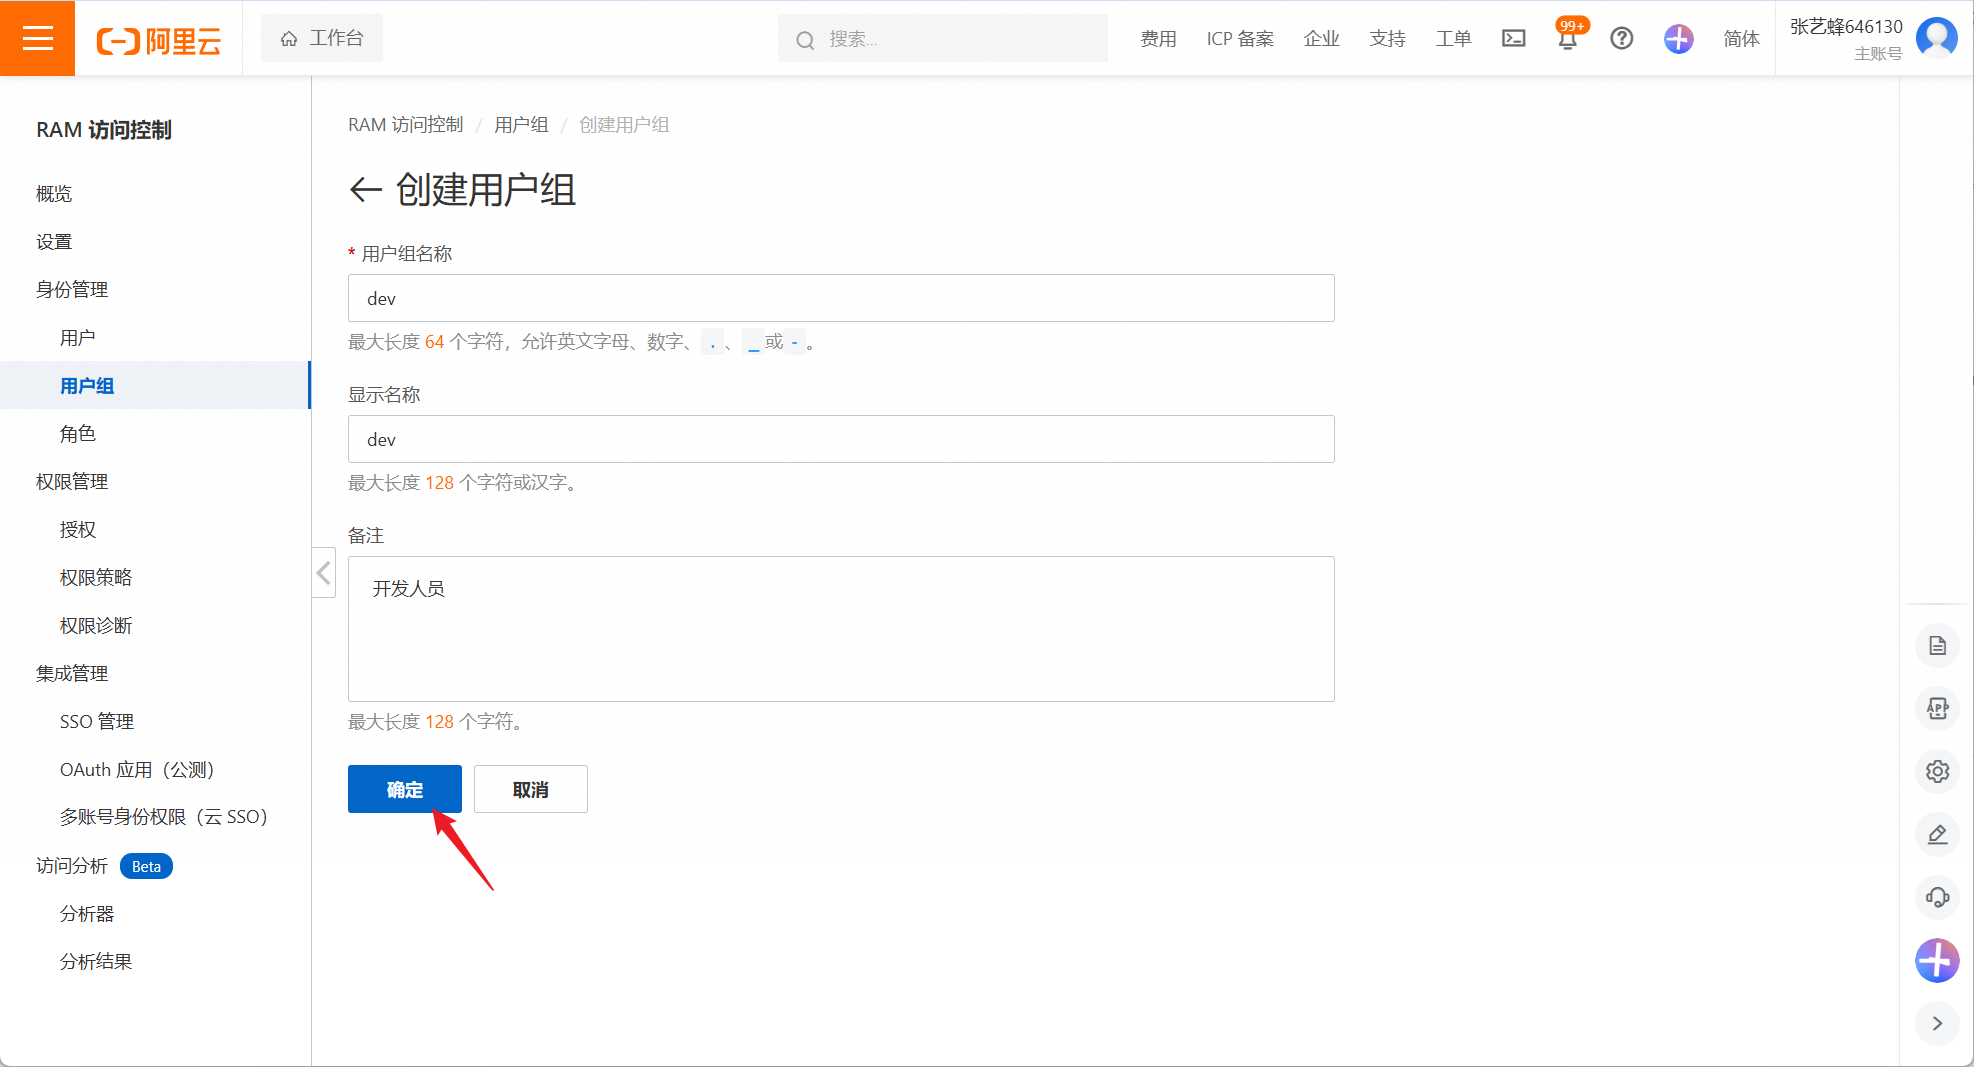 阿里云
工作台
搜索...
费用
ICP 备案
企业
支持
工单
99+
简体
张艺蜂646130
主账号
RAM 访问控制
概览
设置
身份管理
用户
用户组
角色
权限管理
授权
权限策略
权限诊断
集成管理
SSO 管理
OAuth 应用（公测）
多账号身份权限（云 SSO）
访问分析 Beta
分析器
分析结果
RAM 访问控制 / 用户组 / 创建用户组
← 创建用户组
* 用户组名称
dev
最大长度 64 个字符，允许英文字母、数字、 . 、 _ 或 - 。
显示名称
dev
最大长度 128 个字符或汉字。
备注
开发人员
最大长度 128 个字符。
确定
取消
APP